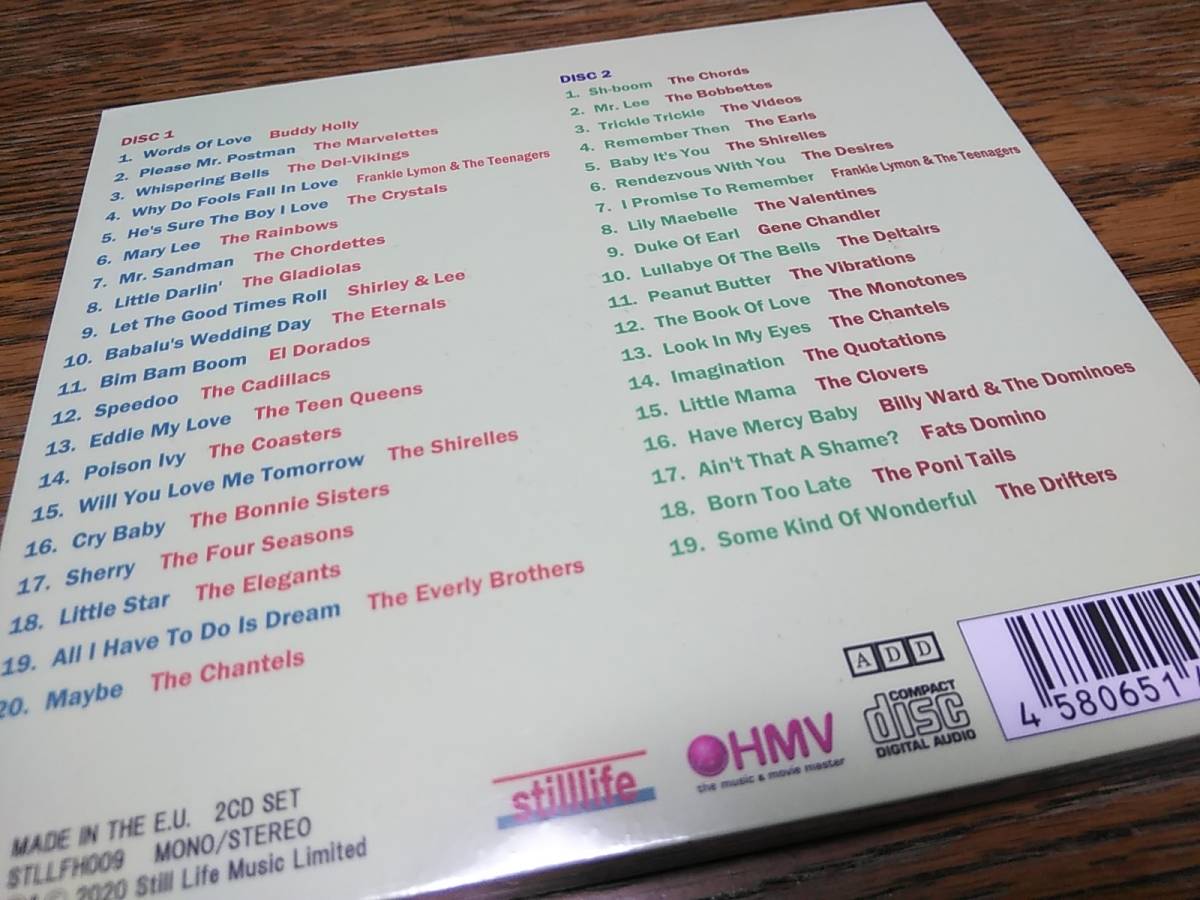 DISC 1
1. Words Of Love Buddy Holly
2. Please Mr. Postman The Marvelettes
3. Whispering Bells The Del-Vikings
4. Why Do Fools Fall In Love Frankie Lymon & The Teenagers
5. He's Sure The Boy I Love The Crystals
6. Mary Lee The Rainbows
7. Mr. Sandman The Chordettes
8. Little Darlin' The Gladiolas
9. Let The Good Times Roll Shirley & Lee
10. Babalu's Wedding Day The Eternals
11. Bim Bam Boom El Dorados
12. Speedoo The Cadillacs
13. Eddie My Love The Teen Queens
14. Poison Ivy The Coasters
15. Will You Love Me Tomorrow The Shirelles
16. Cry Baby The Bonnie Sisters
17. Sherry The Four Seasons
18. Little Star The Elegants
19. All I Have To Do Is Dream The Everly Brothers
20. Maybe The Chantels
DISC 2
1. Sh-boom The Chords
2. Mr. Lee The Bobbettes
3. Trickle Trickle The Videos
4. Remember Then The Earls
5. Baby It's You The Shirelles
6. Rendezvous With You The Desires
7. I Promise To Remember Frankie Lymon & The Teenagers
8. Lily Maebelle The Valentines
9. Duke Of Earl Gene Chandler
10. Lullabye Of The Bells The Deltairs
11. Peanut Butter The Vibrations
12. The Book Of Love The Monotones
13. Look In My Eyes The Chantels
14. Imagination The Quotations
15. Little Mama The Clovers
16. Have Mercy Baby Billy Ward & The Dominoes
17. Ain't That A Shame? Fats Domino
18. Born Too Late The Poni Tails
19. Some Kind Of Wonderful The Drifters
MADE IN THE E.U. 2CD SET
STLLFH009 MONO/STEREO
℗ © 2020 Still Life Music Limited
stilllife
HMV
the music & movie master
A D D
COMPACT
disc
DIGITAL AUDIO
4 580651